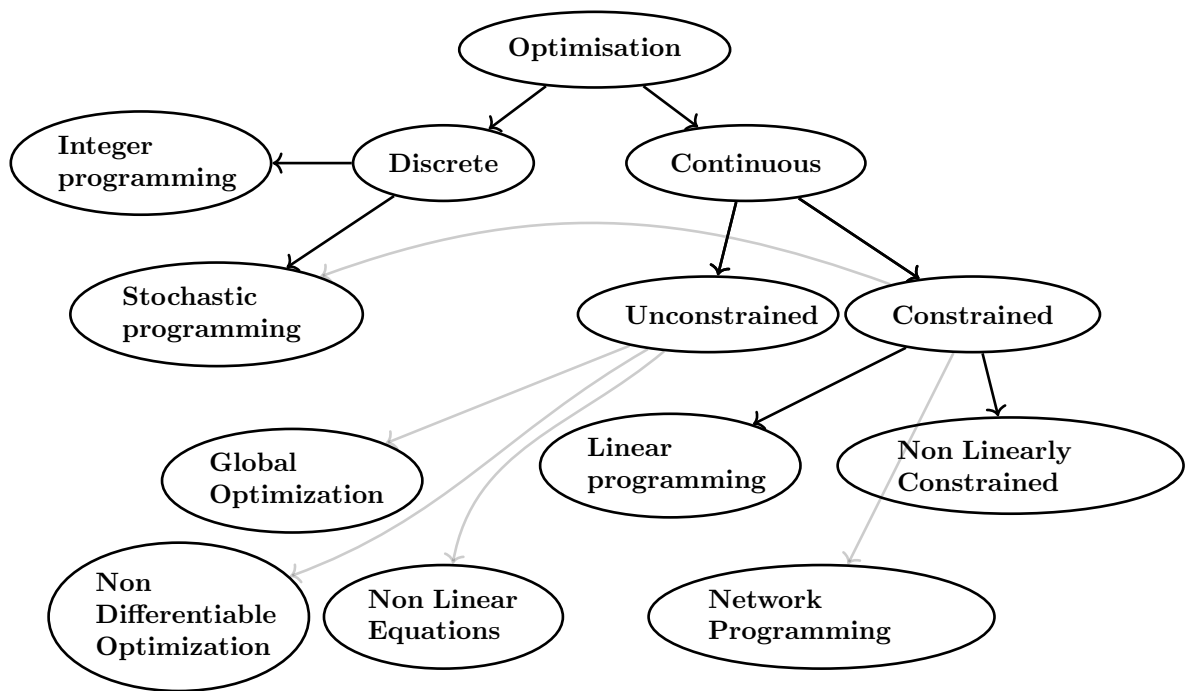 Optimisation
Integer
programming
Discrete
Continuous
Stochastic
programming
Unconstrained
Constrained
Global
Optimization
Linear
programming
Non Linearly
Constrained
Non
Differentiable
Optimization
Non Linear
Equations
Network
Programming